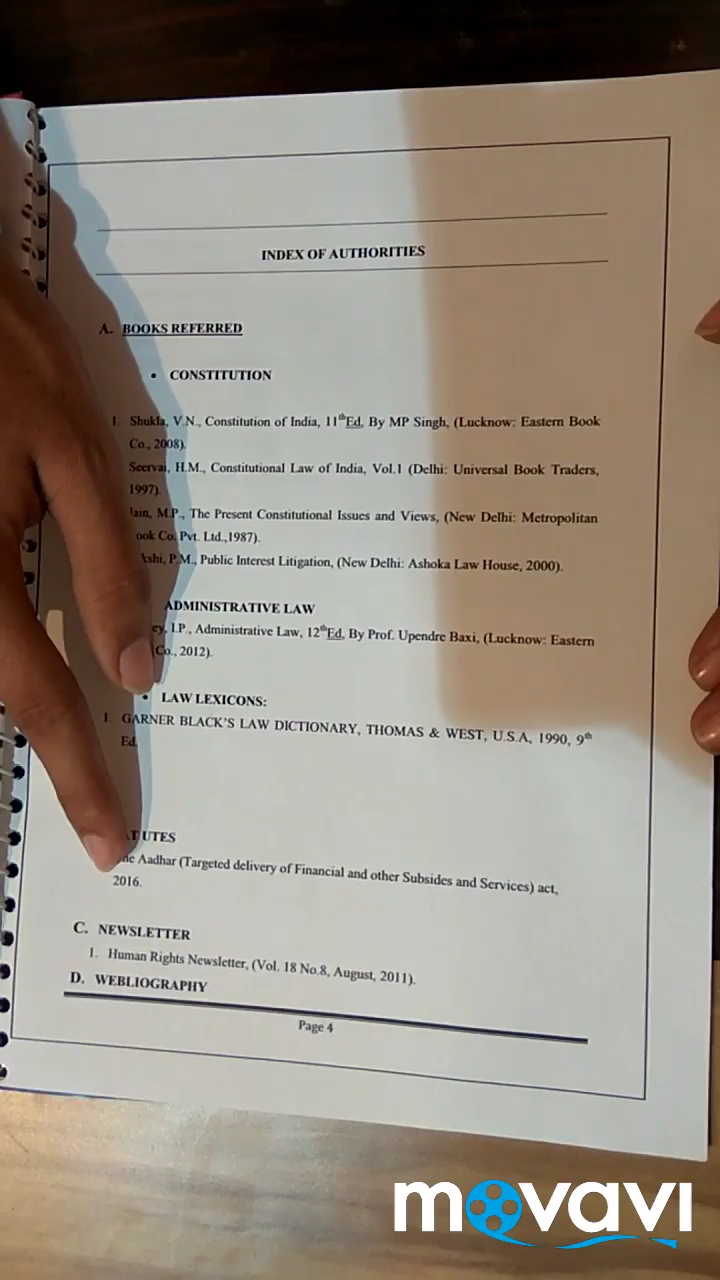 INDEX OF AUTHORITIES
A. BOOKS REFERRED
• CONSTITUTION
1. Shukla, V.N., Constitution of India, 11th Ed, By MP Singh, (Lucknow: Eastern Book
Co., 2008).
Seervai, H.M., Constitutional Law of India, Vol.1 (Delhi: Universal Book Traders,
1997).
M.P., The Present Constitutional Issues and Views, (New Delhi: Metropolitan
Co. Pvt. Ltd.,1987).
P.M., Public Interest Litigation, (New Delhi: Ashoka Law House, 2000).
ADMINISTRATIVE LAW
I.P., Administrative Law, 12th Ed, By Prof. Upendre Baxi, (Lucknow: Eastern
Co., 2012).
• LAW LEXICONS:
1. GARNER BLACK'S LAW DICTIONARY, THOMAS & WEST, U.S.A, 1990, 9th
Ed.
Aadhar (Targeted delivery of Financial and other Subsides and Services) act,
2016.
C. NEWSLETTER
1. Human Rights Newsletter, (Vol. 18 No.8, August, 2011).
D. WEBLIOGRAPHY
Page 4
movavi